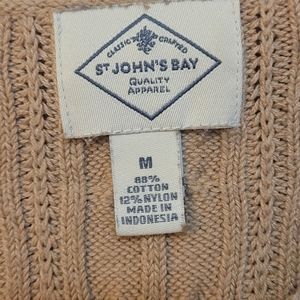 CLASSIC CRAFTED
ST JOHN'S BAY
QUALITY
APPAREL
M
88%
COTTON
12% NYLON
MADE IN
INDONESIA